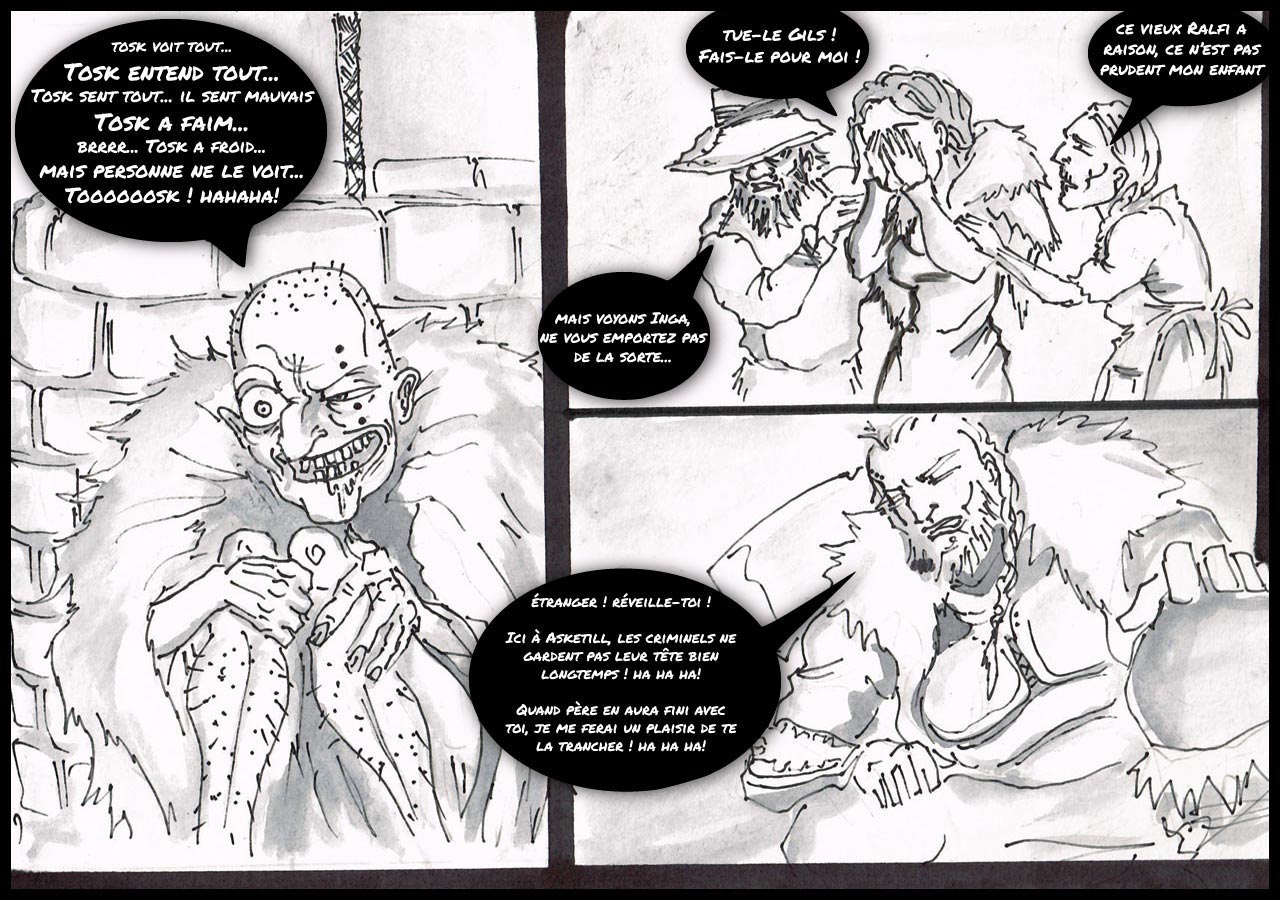 Tosk voit tout...
Tosk entend tout...
Tosk sent tout... il sent mauvais
Tosk a faim...
brrrr... Tosk a froid...
mais personne ne le voit...
Toooooosk ! hahaha!
Tue-le Gils !
Fais-le pour moi !
Ce vieux Ralfi a
raison, ce n'est pas
prudent mon enfant
Mais voyons Inga,
ne vous emportez pas
de la sorte...
Étranger ! Réveille-toi !
Ici à Asketill, les criminels ne
gardent pas leur tête bien
longtemps ! ha ha ha!
Quand père en aura fini avec
toi, je me ferai un plaisir de te
la trancher ! ha ha ha!